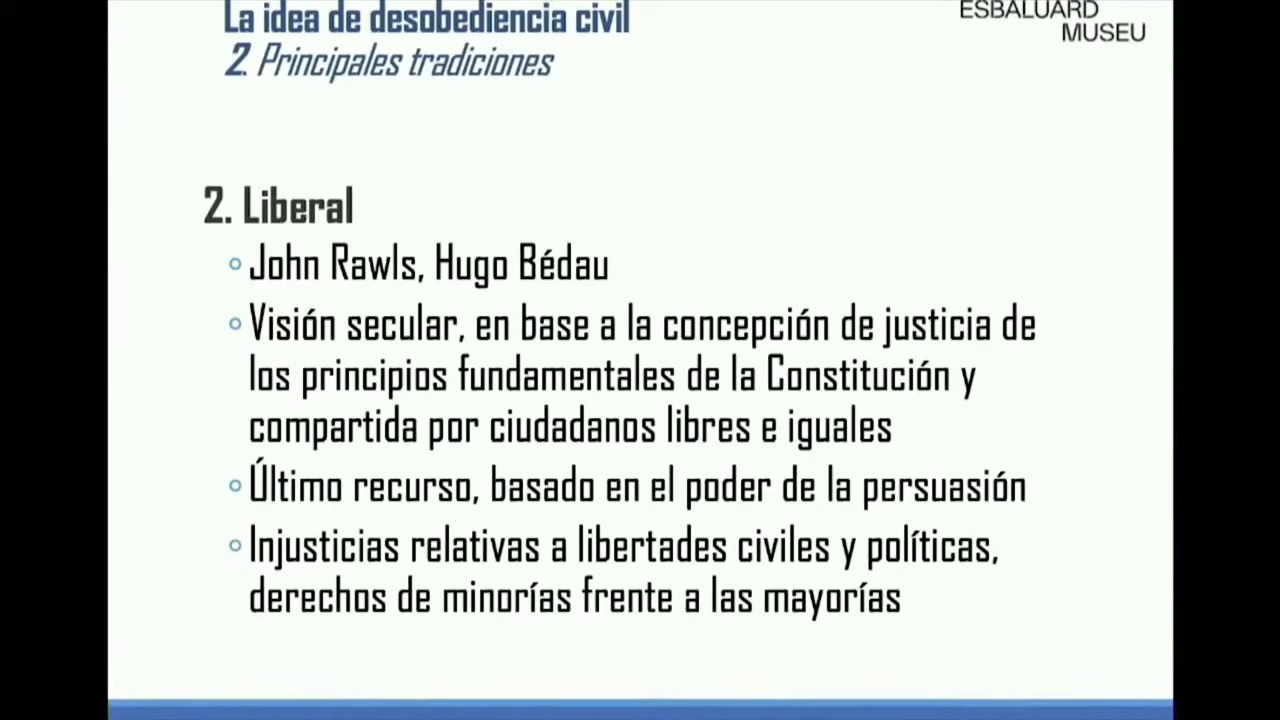 La idea de desobediencia civil
2. Principales tradiciones
ESBALUARD
MUSEU
2. Liberal
John Rawls, Hugo Bédau
Visión secular, en base a la concepción de justicia de
los principios fundamentales de la Constitución y
compartida por ciudadanos libres e iguales
Último recurso, basado en el poder de la persuasión
Injusticias relativas a libertades civiles y políticas,
derechos de minorías frente a las mayorías